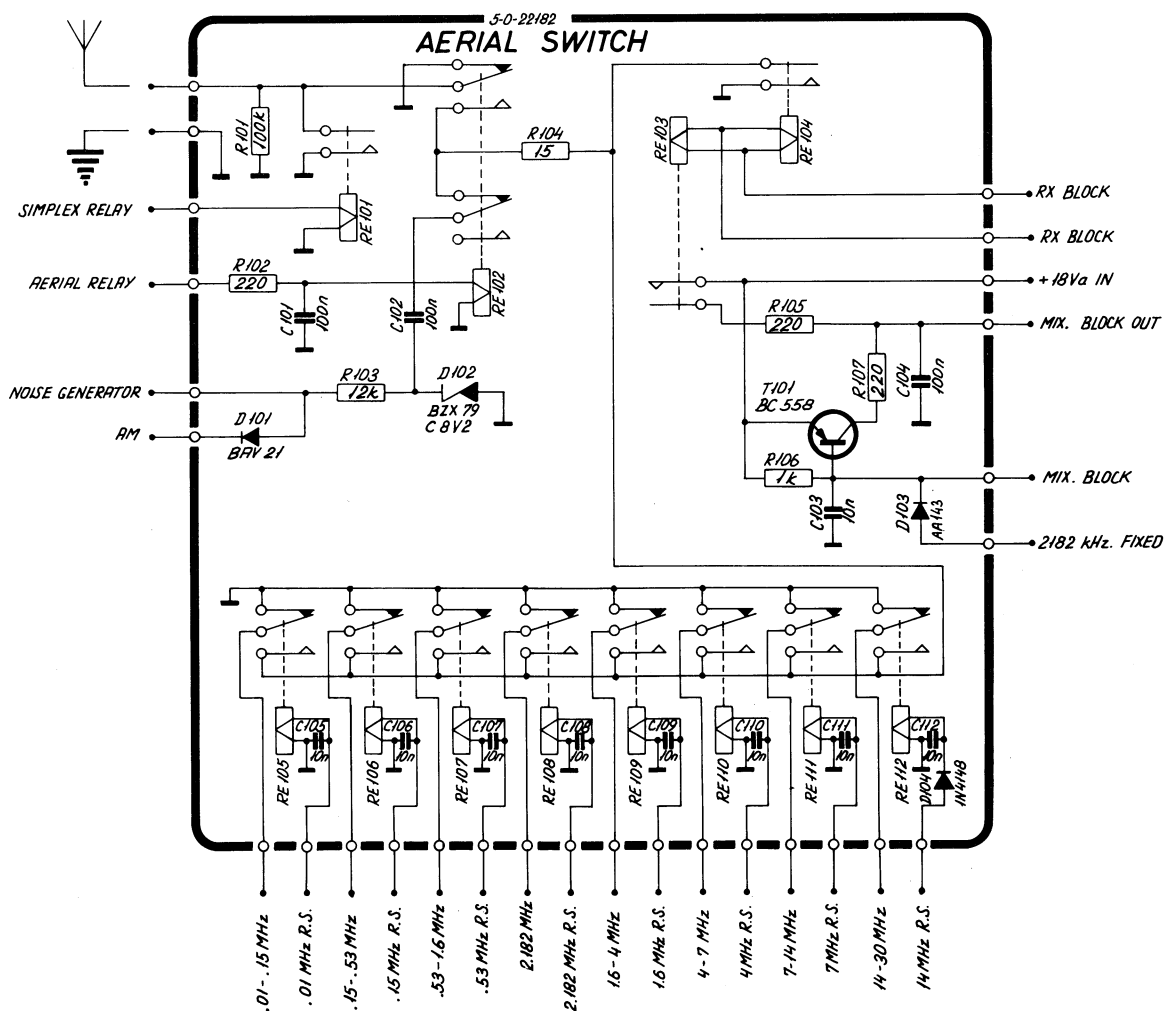 5-0-22182
AERIAL SWITCH
R101
100k
R104
15
RE103
RE104
SIMPLEX RELAY
RE101
RX BLOCK
RX BLOCK
AERIAL RELAY
R102
220
C101
100n
C102
100n
RE102
+18Va IN
R105
220
MIX. BLOCK OUT
R107
220
C104
100n
NOISE GENERATOR
R103
12k
D102
BZX 79
C 8V2
T101
BC 558
AM
D101
BAV 21
R106
1k
MIX. BLOCK
C103
10n
D103
AA143
2182 kHz. FIXED
C105
10n
RE105
C106
10n
RE106
C107
10n
RE107
C108
10n
RE108
C109
10n
RE109
C110
10n
RE110
C111
10n
RE111
C112
10n
RE112
D104
1N4148
.01-.15 MHz
.01 MHz R.S.
.15-.53 MHz
.15 MHz R.S.
.53-1.6 MHz
.53 MHz R.S.
2.182 MHz
2.182 MHz R.S.
1.6-4 MHz
1.6 MHz R.S.
4-7 MHz
4 MHz R.S.
7-14 MHz
7 MHz R.S.
14-30 MHz
14 MHz R.S.